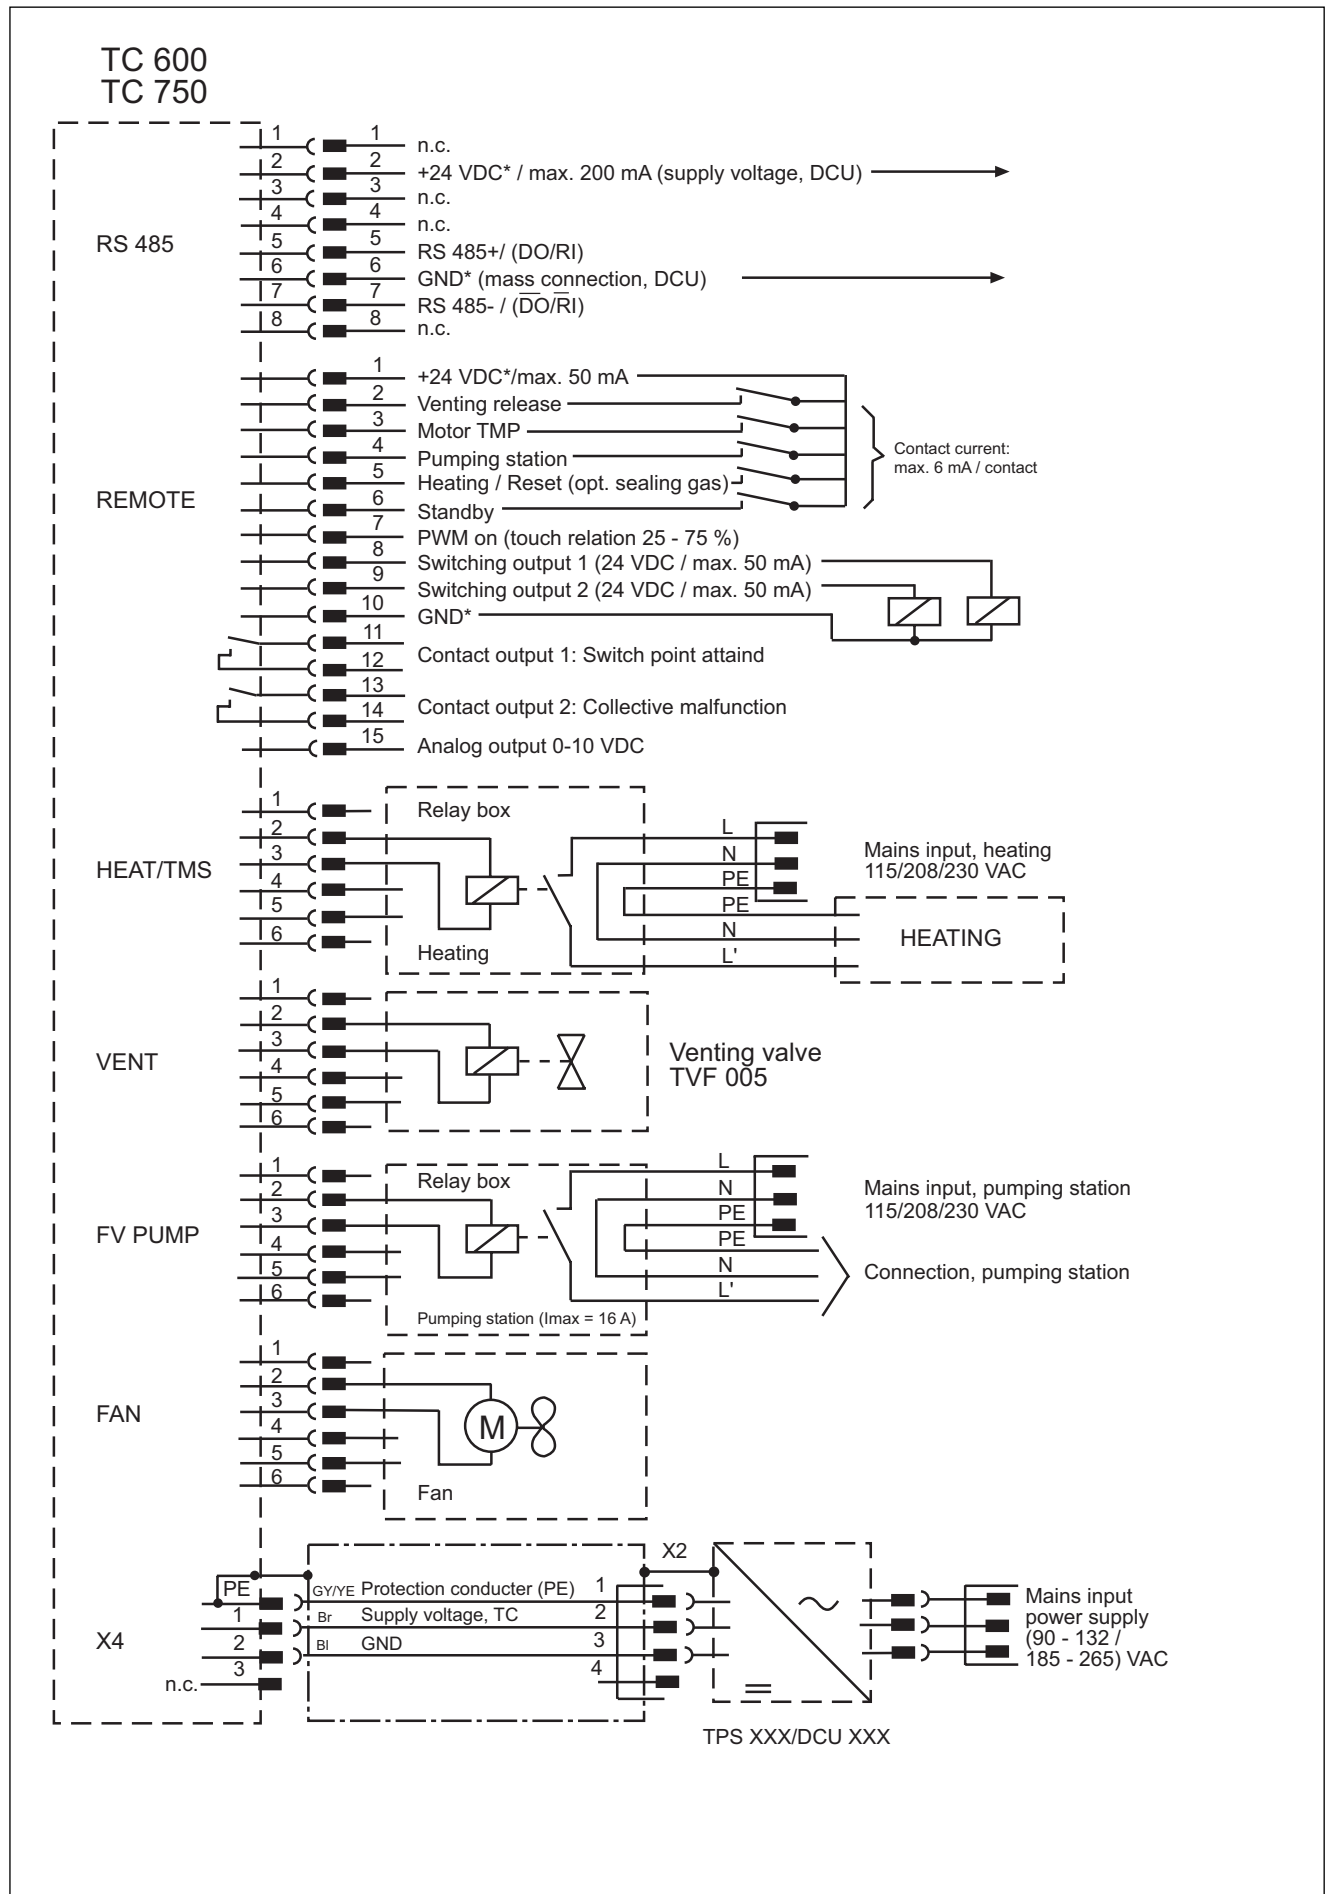 TC 600
TC 750
RS 485
1 1 n.c.
2 2 +24 VDC* / max. 200 mA (supply voltage, DCU)
3 3 n.c.
4 4 n.c.
5 5 RS 485+/ (DO/RI)
6 6 GND* (mass connection, DCU)
7 7 RS 485- / (D̅O̅/R̅I)
8 8 n.c.
REMOTE
1 +24 VDC*/max. 50 mA
2 Venting release
3 Motor TMP
4 Pumping station
5 Heating / Reset (opt. sealing gas)
6 Standby
Contact current:
max. 6 mA / contact
7 PWM on (touch relation 25 - 75 %)
8 Switching output 1 (24 VDC / max. 50 mA)
9 Switching output 2 (24 VDC / max. 50 mA)
10 GND*
11
12 Contact output 1: Switch point attaind
13
14 Contact output 2: Collective malfunction
15 Analog output 0-10 VDC
HEAT/TMS
1
2
3
4
5
6
Relay box
Heating
L
N
PE
PE
N
L'
Mains input, heating
115/208/230 VAC
HEATING
VENT
1
2
3
4
5
6
Venting valve
TVF 005
FV PUMP
1
2
3
4
5
6
Relay box
Pumping station (Imax = 16 A)
L
N
PE
PE
N
L'
Mains input, pumping station
115/208/230 VAC
Connection, pumping station
FAN
1
2
3
4
5
6
M
Fan
X4
PE
1
2
3
n.c.
GY/YE Protection conducter (PE) 1
Br Supply voltage, TC 2
Bl GND 3
4
X2
TPS XXX/DCU XXX
Mains input
power supply
(90 - 132 /
185 - 265) VAC